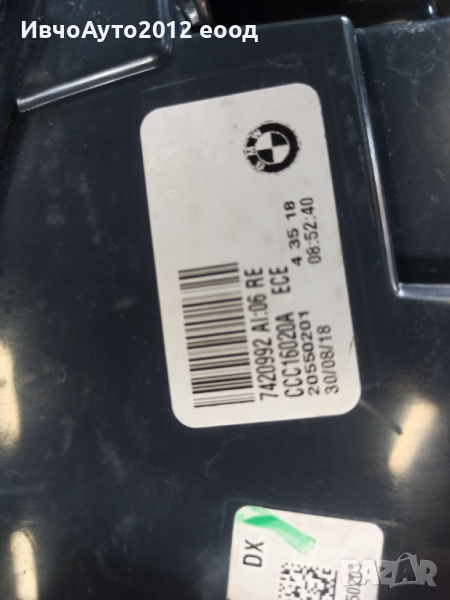 ИвчоАуто2012 еоод
BMW
7420992 AI:06 RE
CCC16020A ECE 4 35 18
20550201 08:52:40
30/08/18
DX
BAZAR